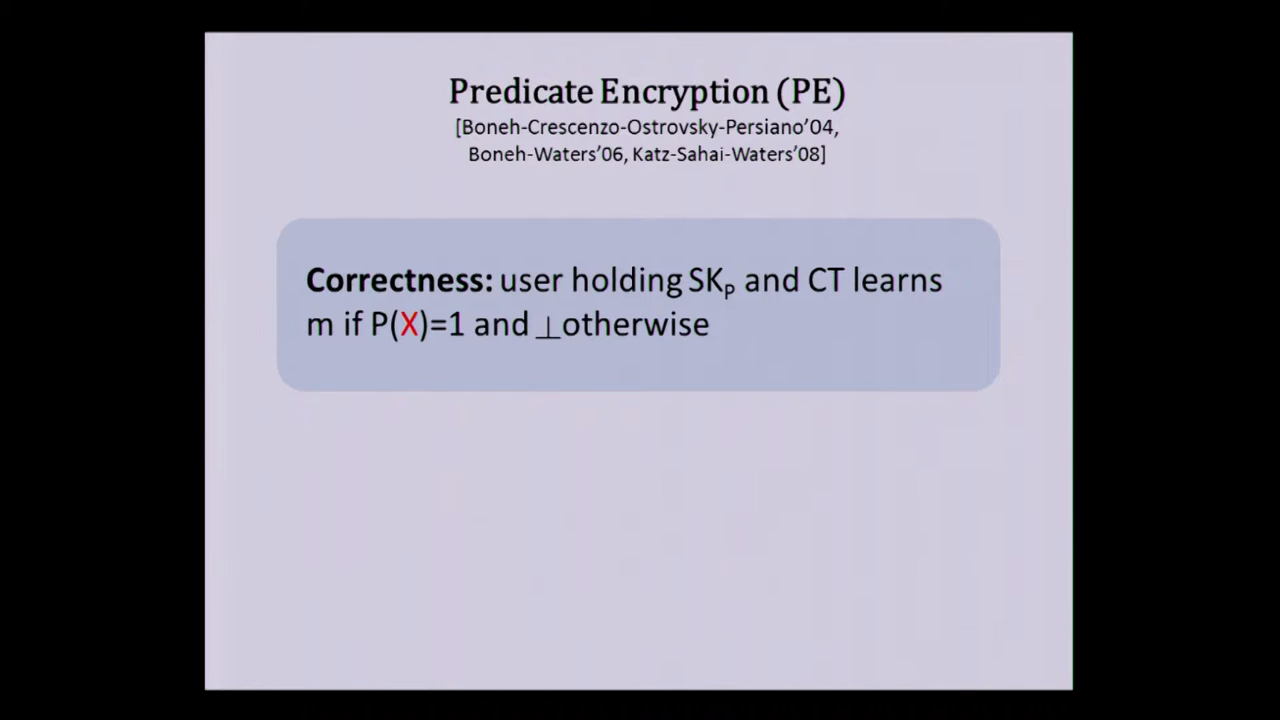 Predicate Encryption (PE)
[Boneh-Crescenzo-Ostrovsky-Persiano’04,
Boneh-Waters’06, Katz-Sahai-Waters’08]
Correctness: user holding SKP and CT learns
m if P(X)=1 and ⊥otherwise